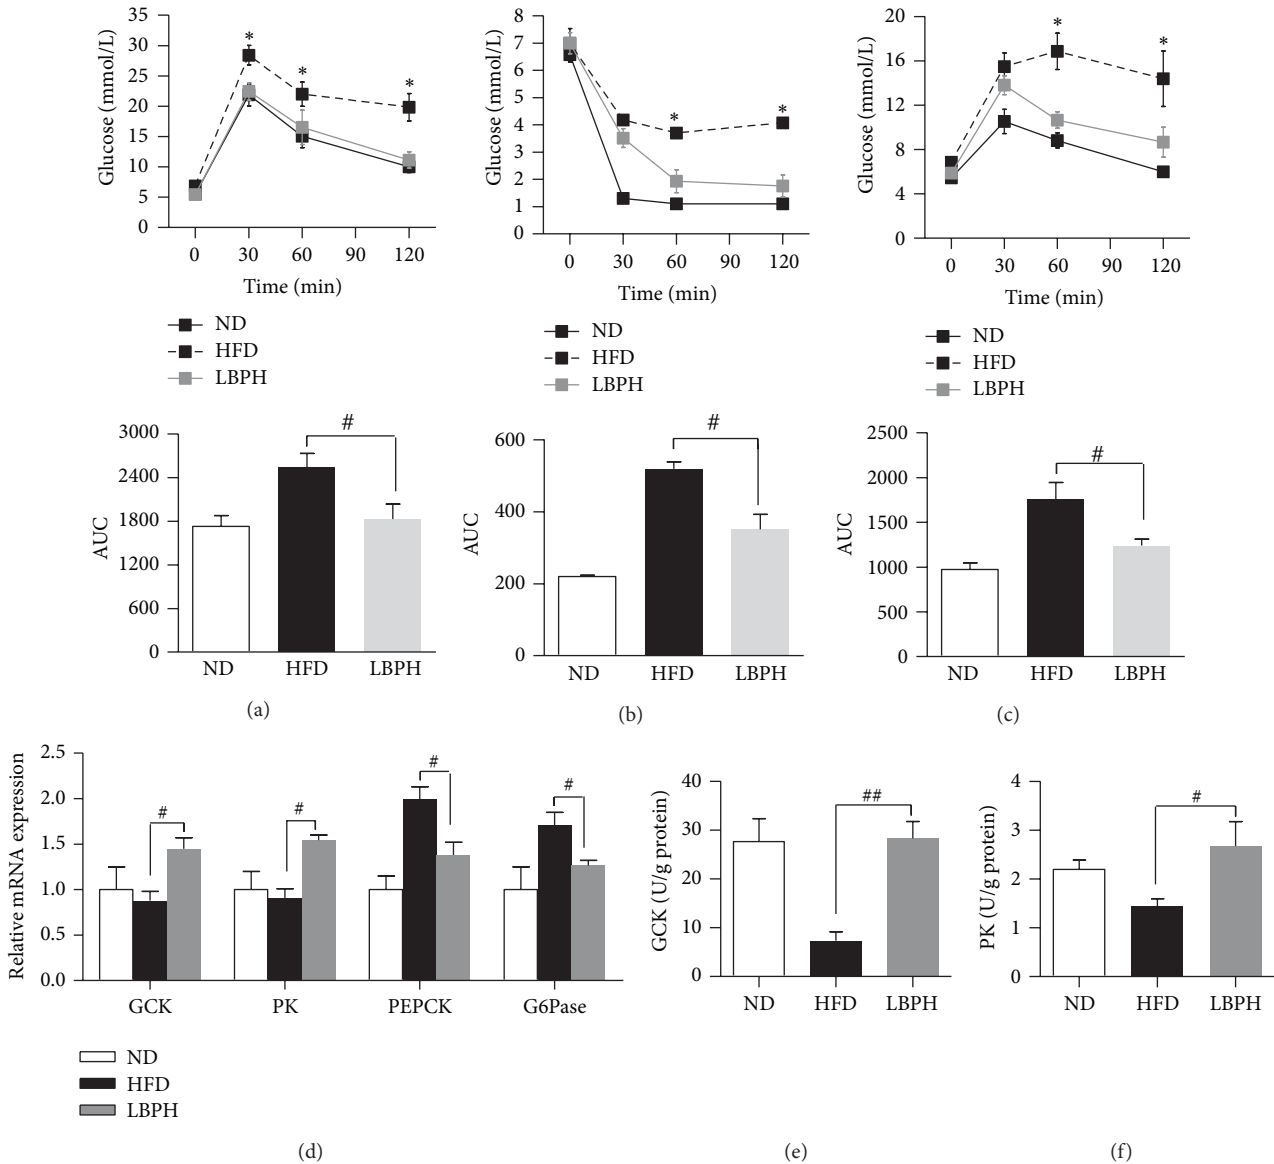 Glucose (mmol/L)
35
30
25
20
15
10
5
0
*
*
*
0 30 60 90 120
Time (min)
ND
HFD
LBPH
Glucose (mmol/L)
8
7
6
5
4
3
2
1
0
*
*
0 30 60 90 120
Time (min)
ND
HFD
LBPH
Glucose (mmol/L)
20
16
12
8
4
0
*
*
0 30 60 90 120
Time (min)
ND
HFD
LBPH
AUC
3000
2400
1800
1200
600
0
#
ND HFD LBPH
(a)
AUC
600
400
200
0
#
ND HFD LBPH
(b)
AUC
2500
2000
1500
1000
500
0
#
ND HFD LBPH
(c)
Relative mRNA expression
2.5
2.0
1.5
1.0
0.5
0.0
#
#
#
#
GCK PK PEPCK G6Pase
ND
HFD
LBPH
(d)
GCK (U/g protein)
40
30
20
10
0
##
ND HFD LBPH
(e)
PK (U/g protein)
4
3
2
1
0
#
ND HFD LBPH
(f)